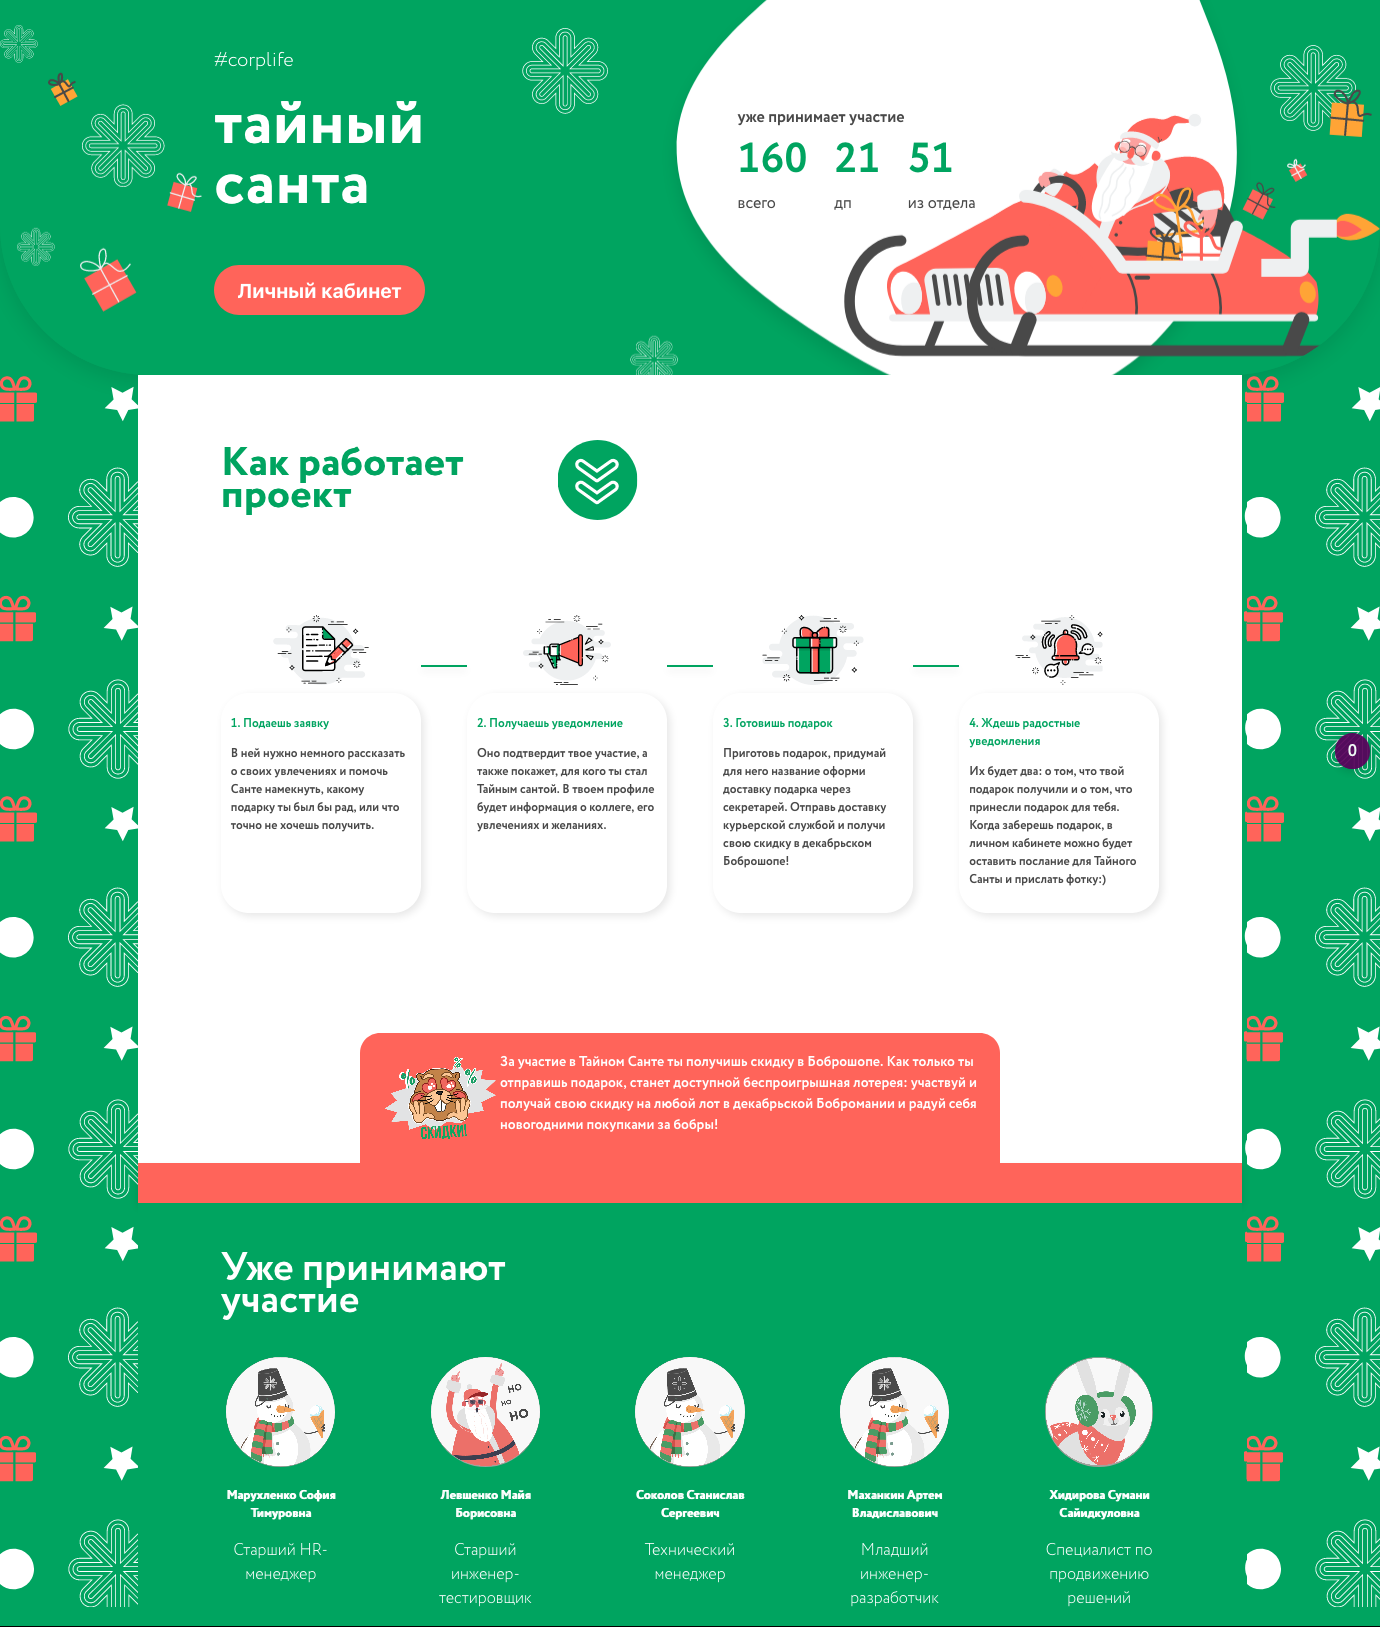 #corplife
тайный
санта
Личный кабинет
уже принимает участие
160 21 51
всего дп из отдела
Как работает
проект
1. Подаешь заявку
В ней нужно немного рассказать
о своих увлечениях и помочь
Санте намекнуть, какому
подарку ты был бы рад, или что
точно не хочешь получить.
2. Получаешь уведомление
Оно подтвердит твое участие, а
также покажет, для кого ты стал
Тайным сантой. В твоем профиле
будет информация о коллеге, его
увлечениях и желаниях.
3. Готовишь подарок
Приготовь подарок, придумай
для него название оформи
доставку подарка через
секретарей. Отправь доставку
курьерской службой и получи
свою скидку в декабрьском
Боброшопе!
4. Ждешь радостные
уведомления
Их будет два: о том, что твой
подарок получили и о том, что
принесли подарок для тебя.
Когда заберешь подарок, в
личном кабинете можно будет
оставить послание для Тайного
Санты и прислать фотку:)
0
% %
СКИДКИ!
За участие в Тайном Санте ты получишь скидку в Боброшопе. Как только ты
отправишь подарок, станет доступной беспроигрышная лотерея: участвуй и
получай свою скидку на любой лот в декабрьской Бобромании и радуй себя
новогодними покупками за бобры!
Уже принимают
участие
HO
HO
HO
Марухленко София
Тимуровна
Старший HR-
менеджер
Левшенко Майя
Борисовна
Старший
инженер-
тестировщик
Соколов Станислав
Сергеевич
Технический
менеджер
Маханкин Артем
Владиславович
Младший
инженер-
разработчик
Хидирова Сумани
Сайидкуловна
Специалист по
продвижению
решений